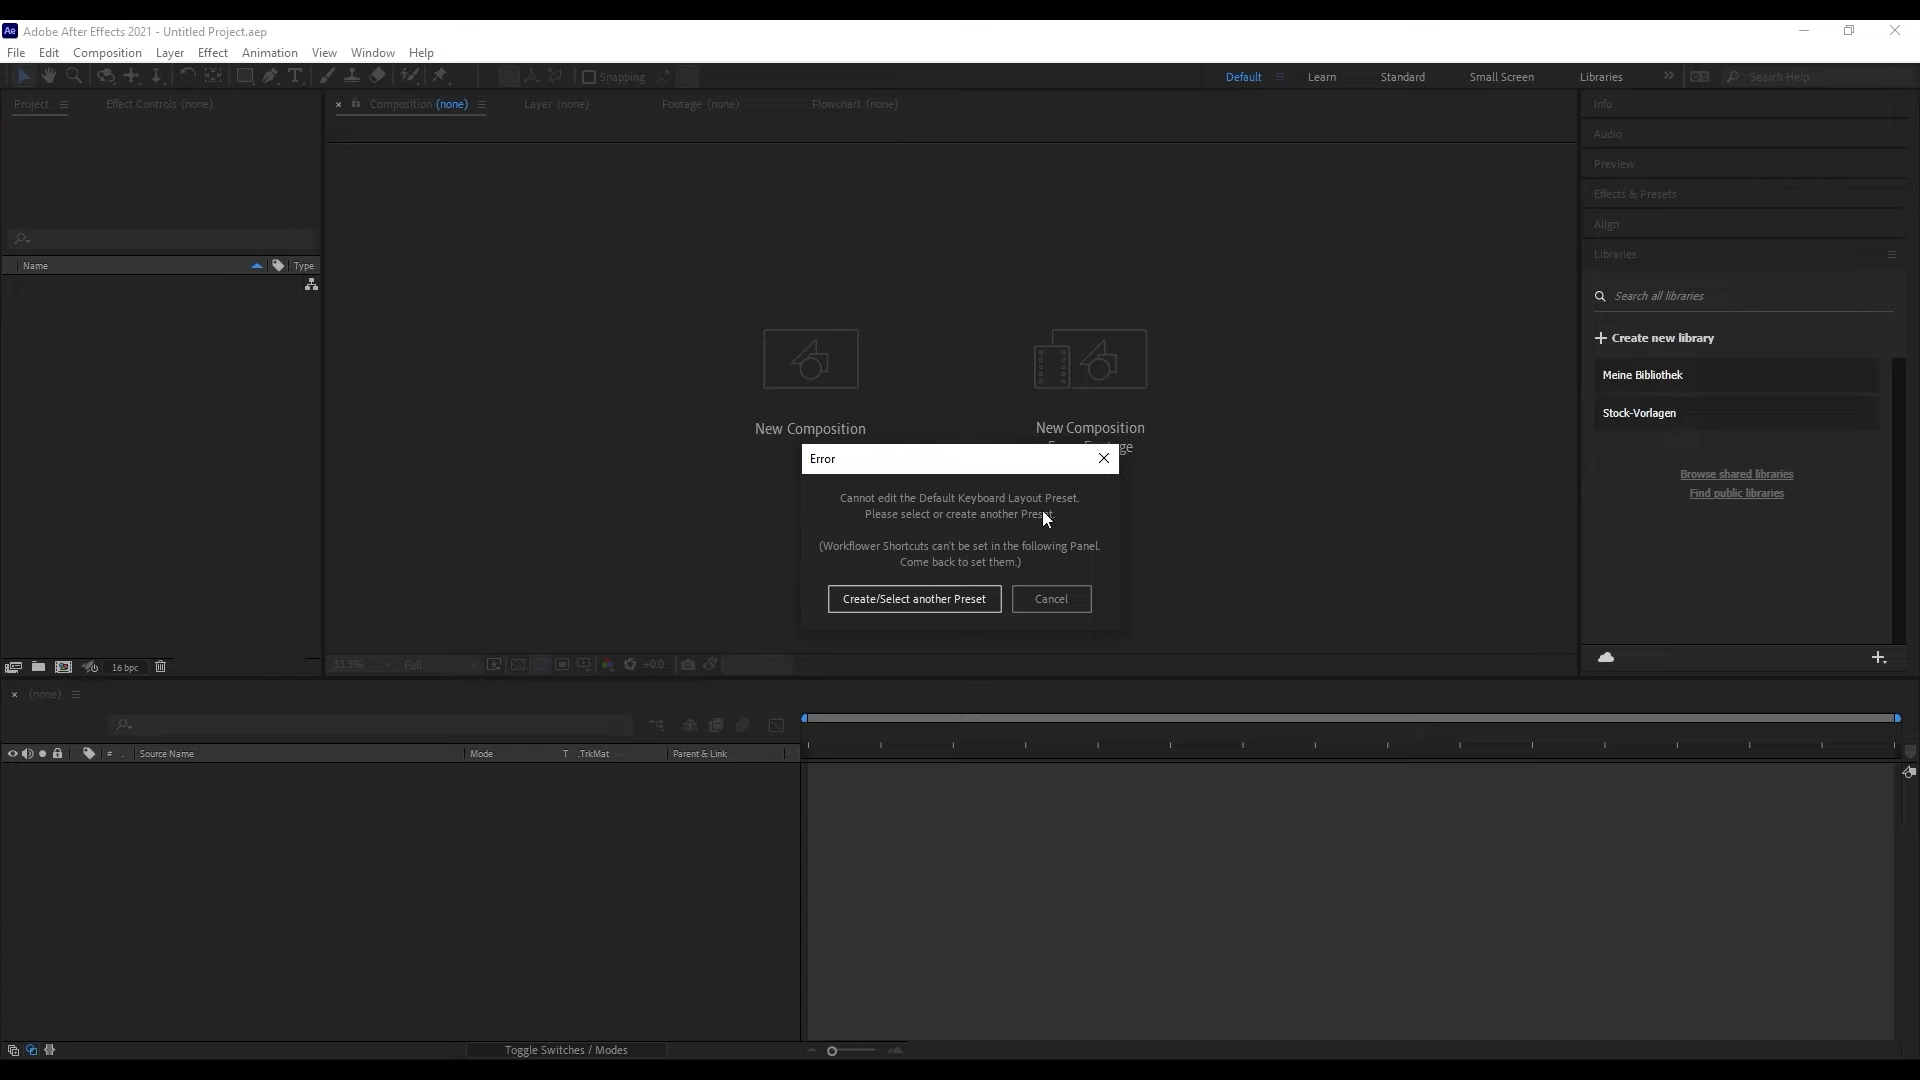 Ae Adobe After Effects 2021 - Untitled Project.aep
File Edit Composition Layer Effect Animation View Window Help
Snapping
Default Learn Standard Small Screen Libraries » Search Help
Project Effect Controls (none)
× Composition (none) Layer (none) Footage (none) Flowchart (none)
Info
Audio
Preview
Effects & Presets
Align
Libraries
Search all libraries
+ Create new library
Meine Bibliothek
Stock-Vorlagen
Browse shared libraries
Find public libraries
Name Type
New Composition
New Composition
Error
Cannot edit the Default Keyboard Layout Preset.
Please select or create another Preset.
(Workflower Shortcuts can't be set in the following Panel.
Come back to set them.)
Create/Select another Preset Cancel
16 bpc
33.3% Full +0.0
× (none)
# . Source Name Mode T .TrkMat Parent & Link
Toggle Switches / Modes